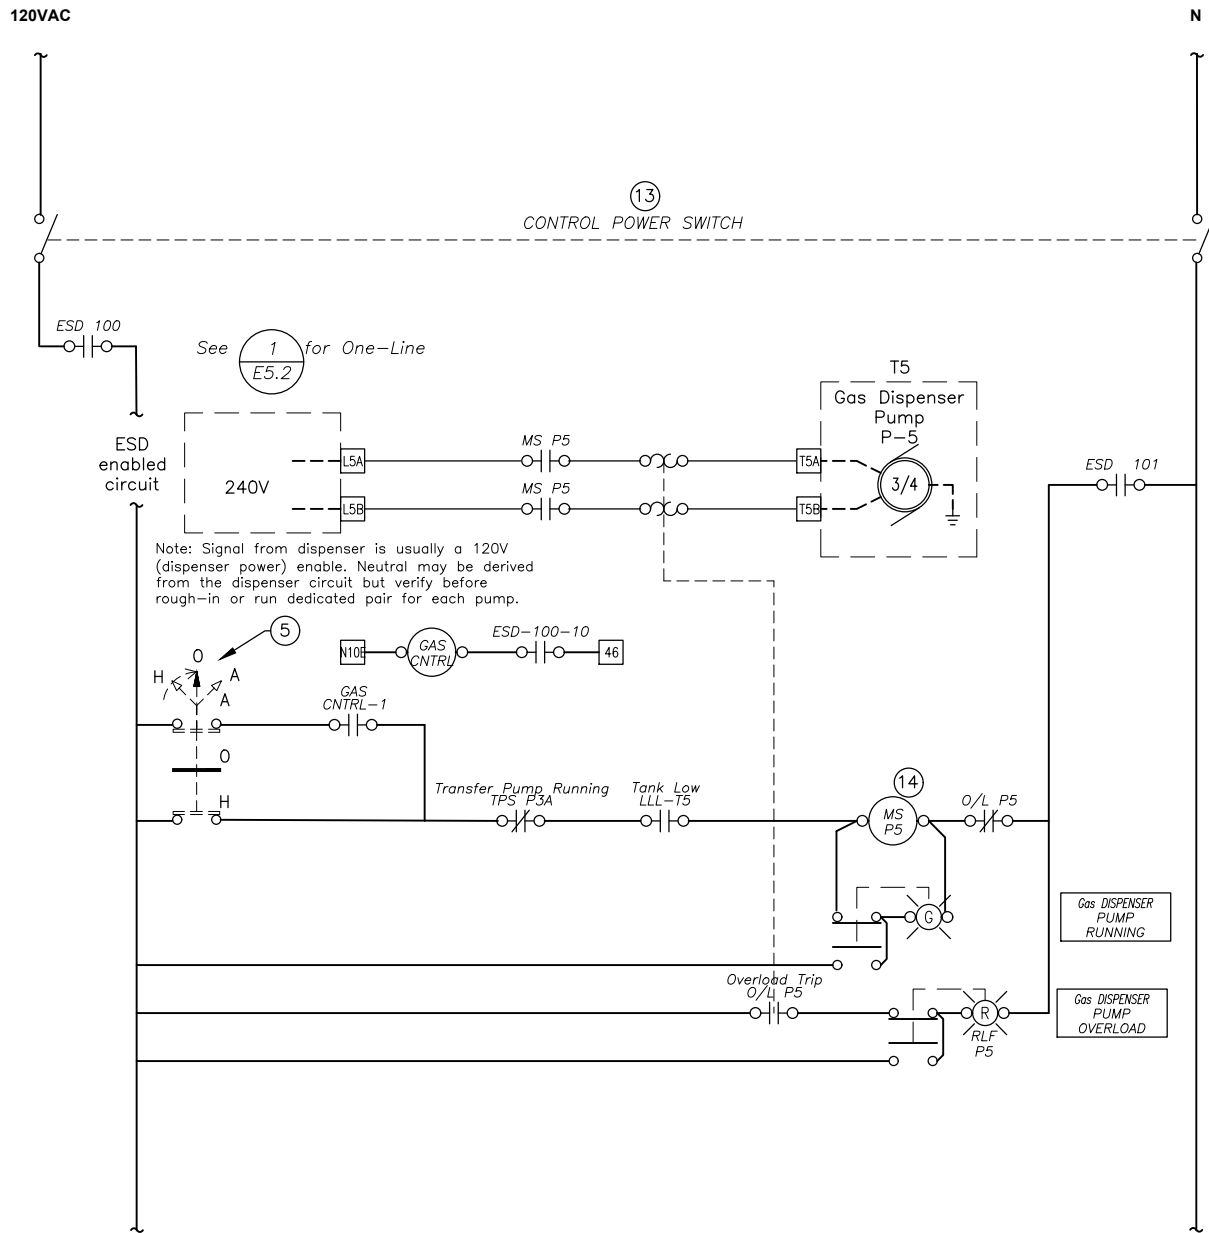 120VAC
N
13
CONTROL POWER SWITCH
ESD 100
See 1 for One-Line
E5.2
T5
Gas Dispenser
Pump
P-5
ESD
enabled
circuit
240V
L5A
MS P5
T5A
3/4
ESD 101
L5B
MS P5
T5B
Note: Signal from dispenser is usually a 120V
(dispenser power) enable. Neutral may be derived
from the dispenser circuit but verify before
rough-in or run dedicated pair for each pump.
5
O
H
A
A
N10E
GAS
CNTRL
ESD-100-10
46
GAS
CNTRL-1
O
H
Transfer Pump Running
TPS P3A
Tank Low
LLL-T5
14
MS
P5
O/L P5
G
Gas DISPENSER
PUMP
RUNNING
Overload Trip
O/L P5
R
RLF
P5
Gas DISPENSER
PUMP
OVERLOAD